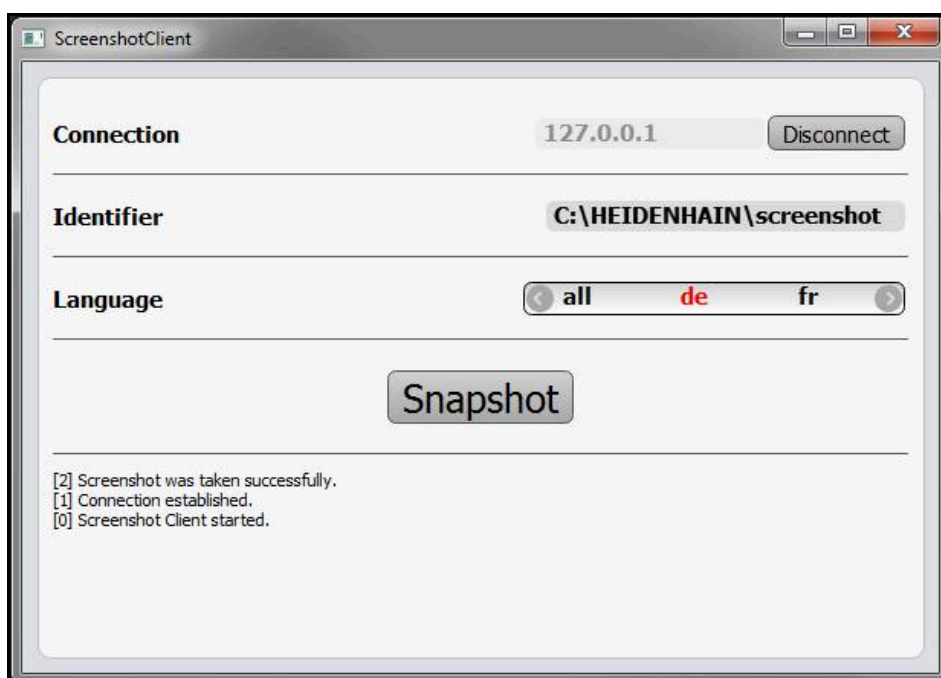 ScreenshotClient
Connection 127.0.0.1 Disconnect
Identifier C:\HEIDENHAIN\screenshot
Language all de fr
Snapshot
[2] Screenshot was taken successfully.
[1] Connection established.
[0] Screenshot Client started.